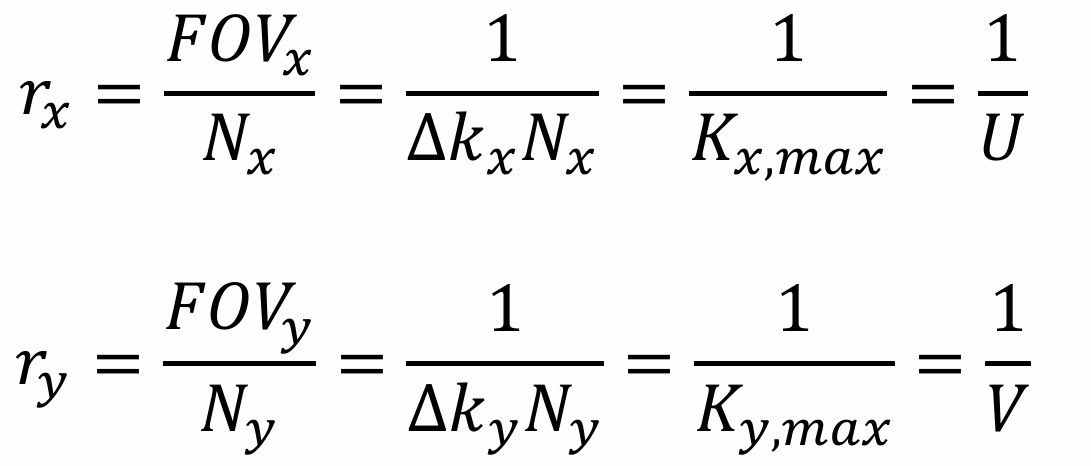 r_x = FOV_x / N_x = 1 / Δk_x N_x = 1 / K_x,max = 1 / U
r_y = FOV_y / N_y = 1 / Δk_y N_y = 1 / K_y,max = 1 / V